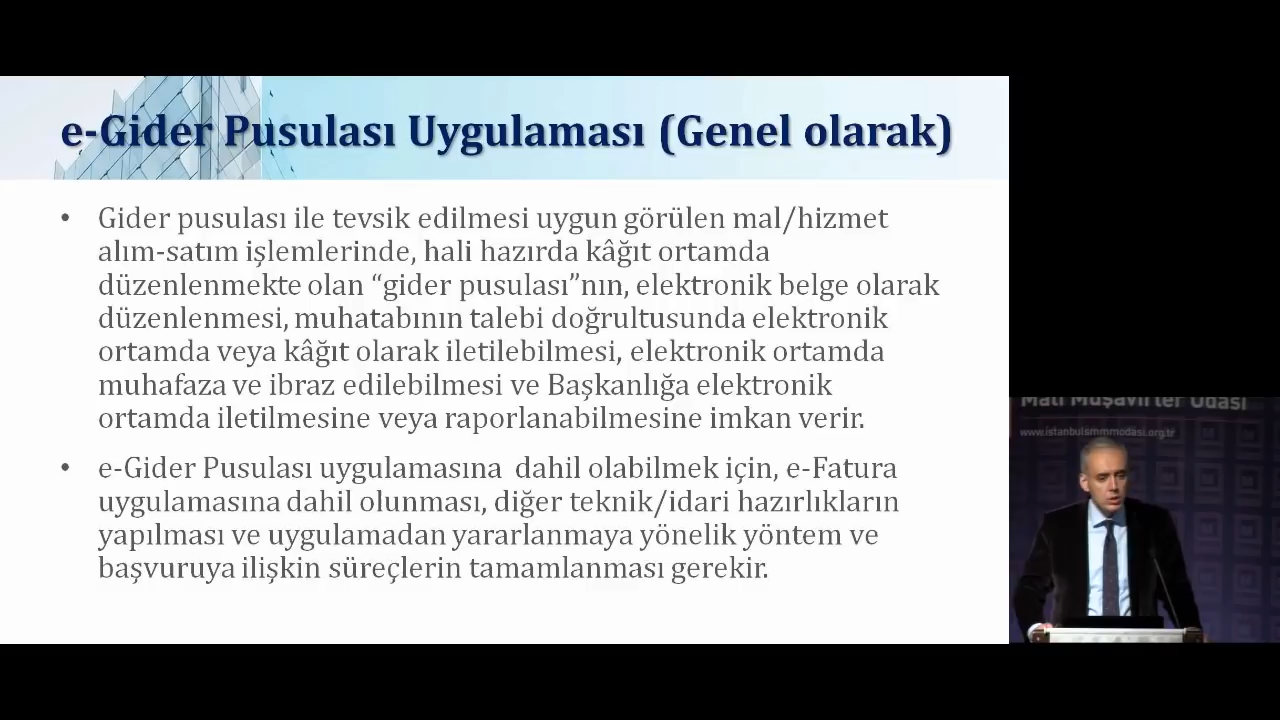 e-Gider Pusulası Uygulaması (Genel olarak)
• Gider pusulası ile tevsik edilmesi uygun görülen mal/hizmet
alım-satım işlemlerinde, hali hazırda kâğıt ortamda
düzenlenmekte olan “gider pusulası”nın, elektronik belge olarak
düzenlenmesi, muhatabının talebi doğrultusunda elektronik
ortamda veya kâğıt olarak iletilebilmesi, elektronik ortamda
muhafaza ve ibraz edilebilmesi ve Başkanlığa elektronik
ortamda iletilmesine veya raporlanabilmesine imkan verir.
• e-Gider Pusulası uygulamasına dahil olabilmek için, e-Fatura
uygulamasına dahil olunması, diğer teknik/idari hazırlıkların
yapılması ve uygulamadan yararlanmaya yönelik yöntem ve
başvuruya ilişkin süreçlerin tamamlanması gerekir.
Mali Müşavirler Odası
www.istanbulsmmmodasi.org.tr